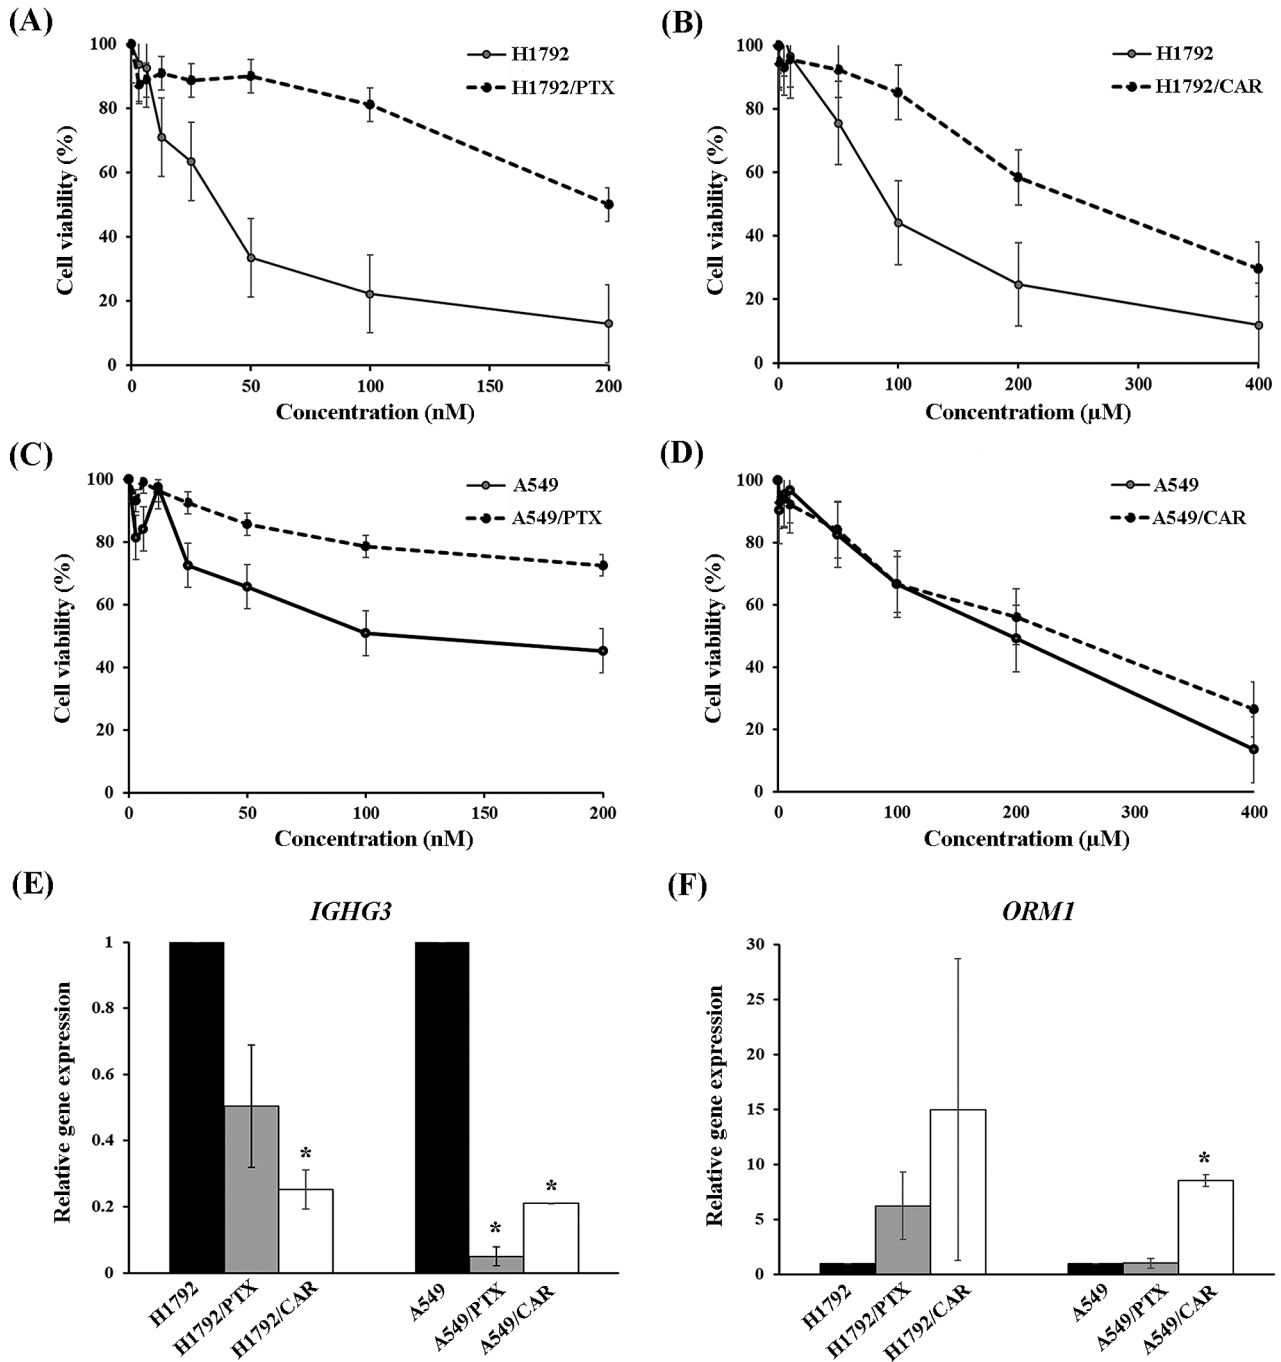 (A)
100
80
60
40
20
0
Cell viability (%)
H1792
H1792/PTX
0
50
100
150
200
Concentration (nM)
(B)
100
80
60
40
20
0
Cell viability (%)
H1792
H1792/CAR
0
100
200
300
400
Concentratiom (µM)
(C)
100
80
60
40
20
0
Cell viability (%)
A549
A549/PTX
0
50
100
150
200
Concentration (nM)
(D)
100
80
60
40
20
0
Cell viability (%)
A549
A549/CAR
0
100
200
300
400
Concentratiom (µM)
(E)
IGHG3
1
0.8
0.6
0.4
0.2
0
Relative gene expression
*
*
*
H1792
H1792/PTX
H1792/CAR
A549
A549/PTX
A549/CAR
(F)
ORM1
30
25
20
15
10
5
0
Relative gene expression
*
H1792
H1792/PTX
H1792/CAR
A549
A549/PTX
A549/CAR